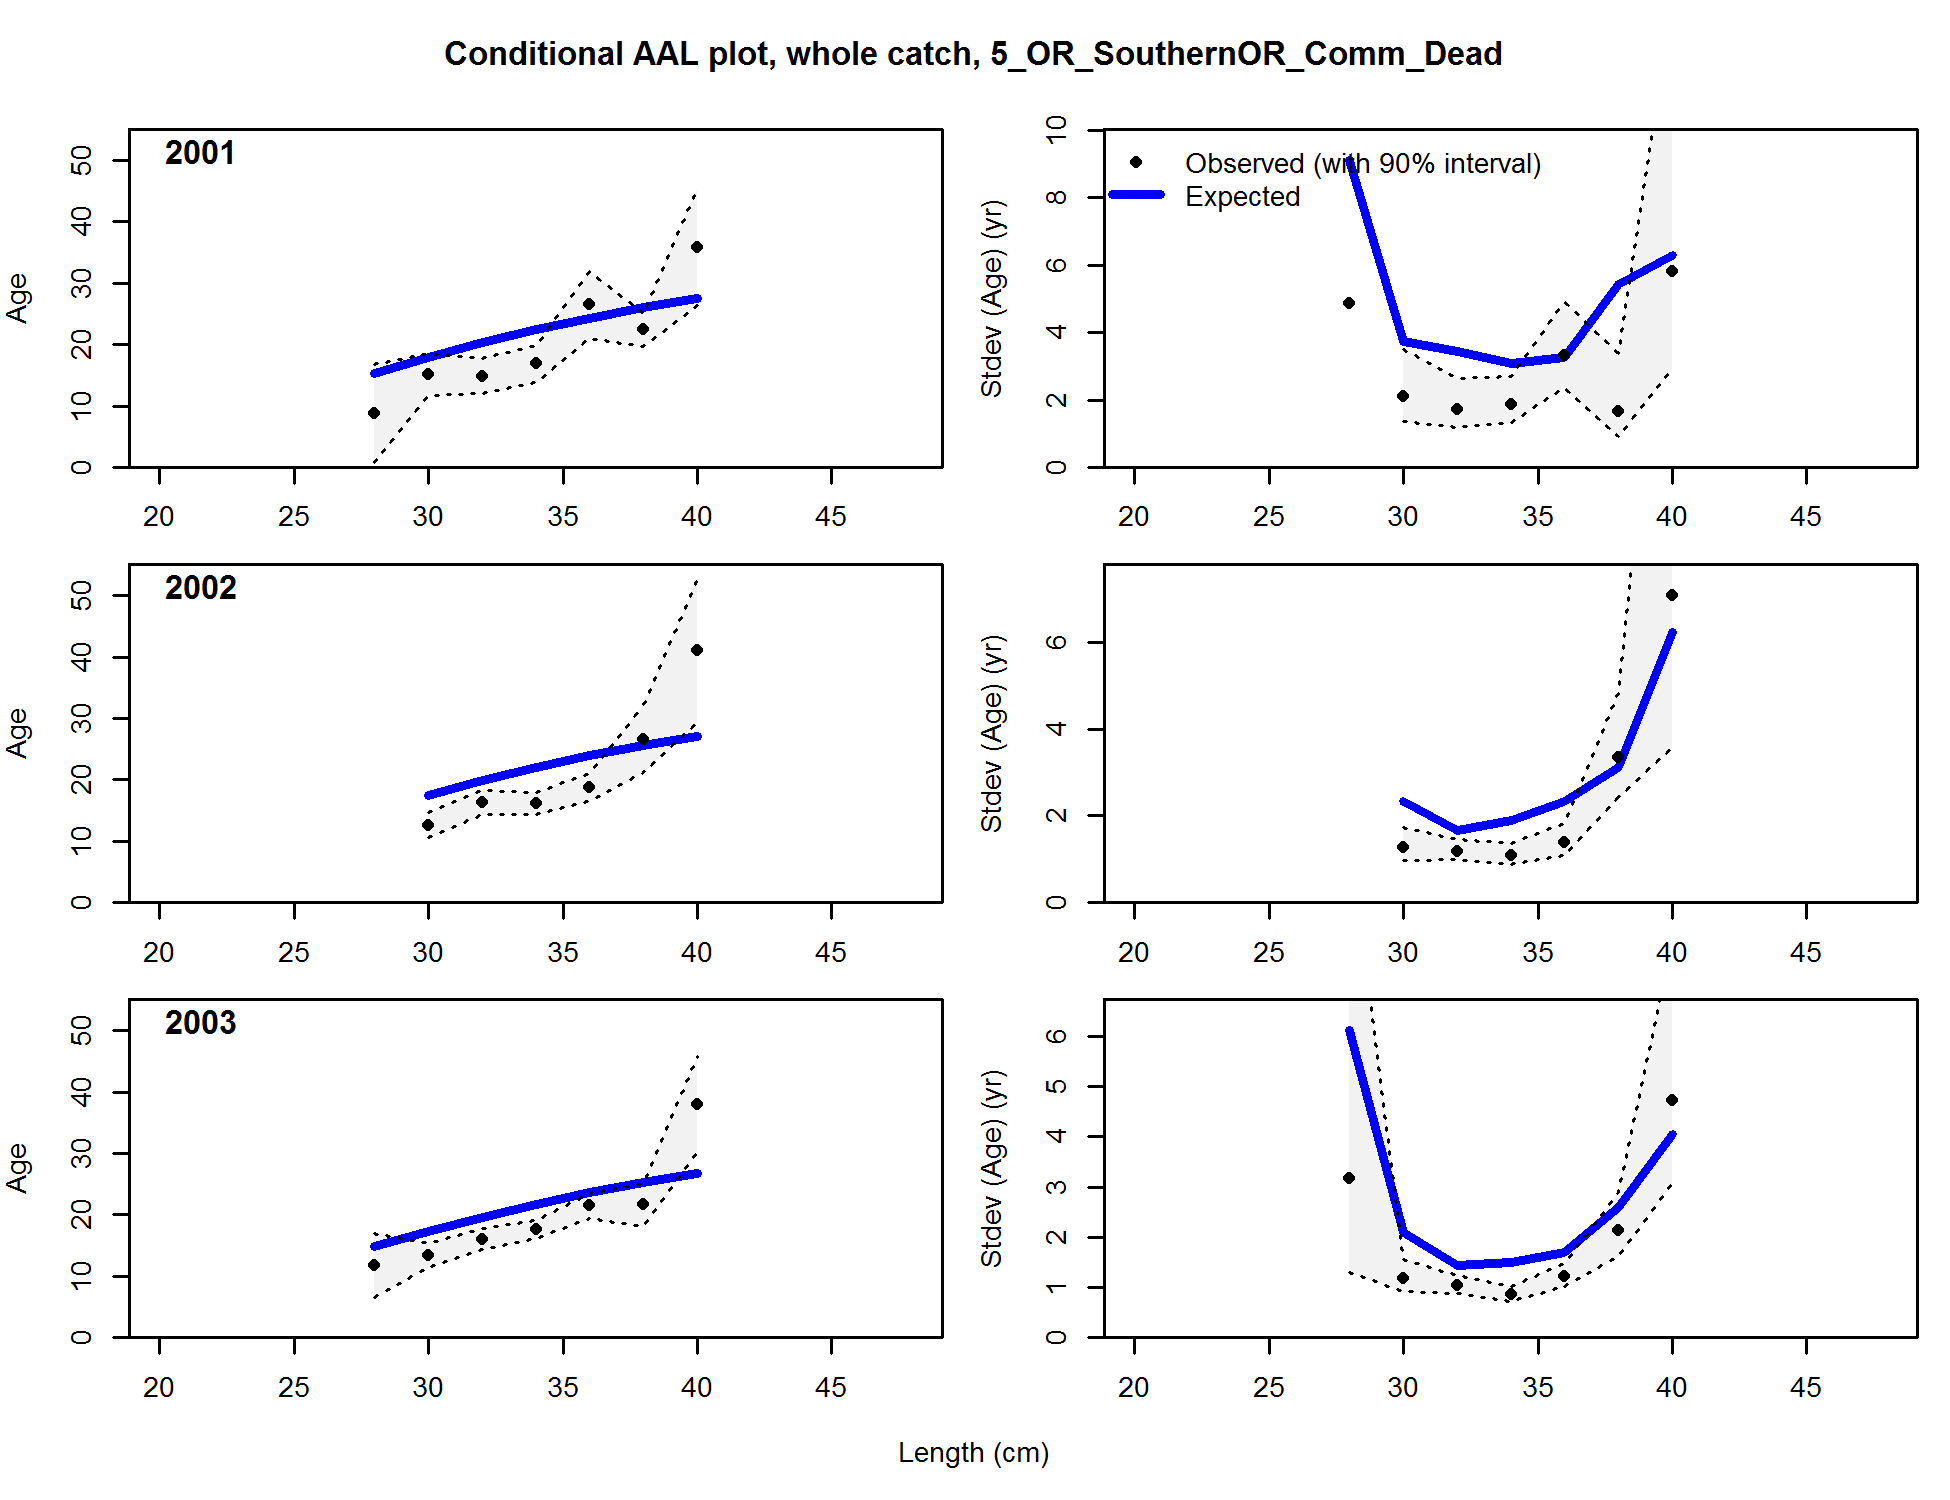 Conditional AAL plot, whole catch, 5_OR_SouthernOR_Comm_Dead
2001
Age
0 10 20 30 40 50
20 25 30 35 40 45
Observed (with 90% interval)
Expected
Stdev (Age) (yr)
0 2 4 6 8 10
20 25 30 35 40 45
2002
Age
0 10 20 30 40 50
20 25 30 35 40 45
Stdev (Age) (yr)
0 2 4 6
20 25 30 35 40 45
2003
Age
0 10 20 30 40 50
20 25 30 35 40 45
Stdev (Age) (yr)
0 1 2 3 4 5 6
20 25 30 35 40 45
Length (cm)